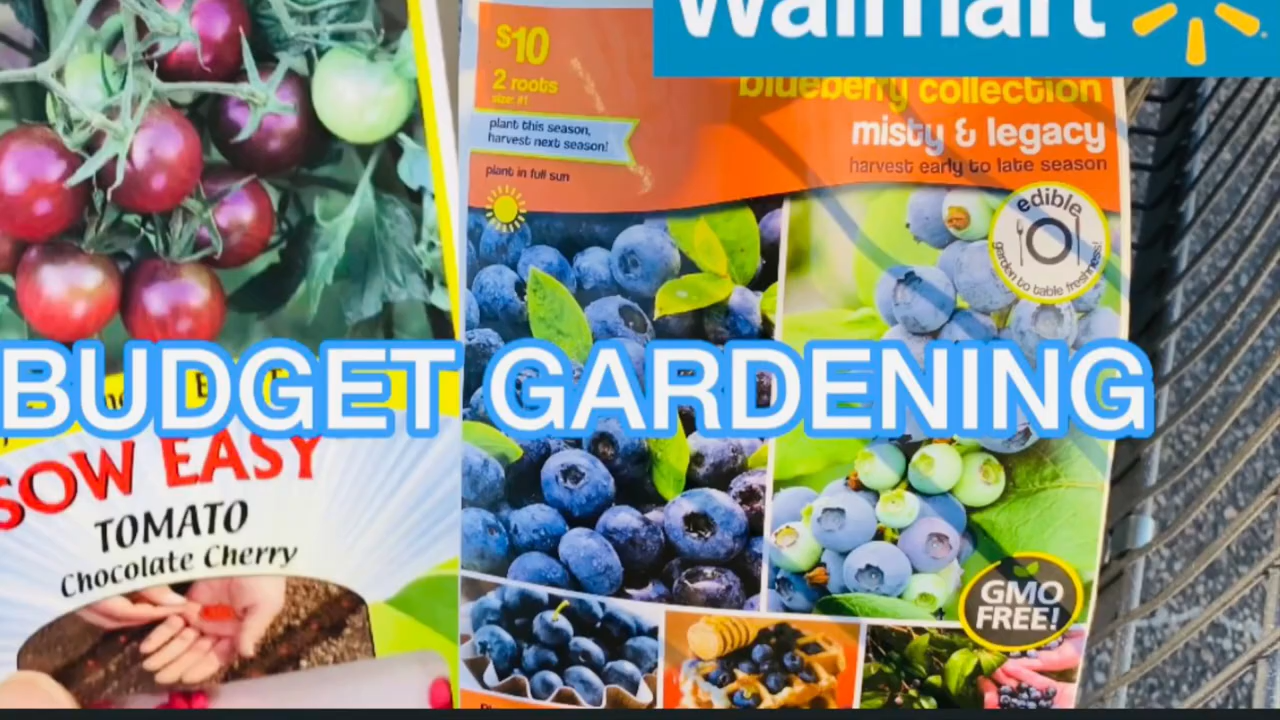 Walmart
$10
2 roots
size: #1
plant this season,
harvest next season!
plant in full sun
blueberry collection
misty & legacy
harvest early to late season
edible
garden to table freshness!
BUDGET GARDENING
SOW EASY
TOMATO
Chocolate Cherry
GMO
FREE!